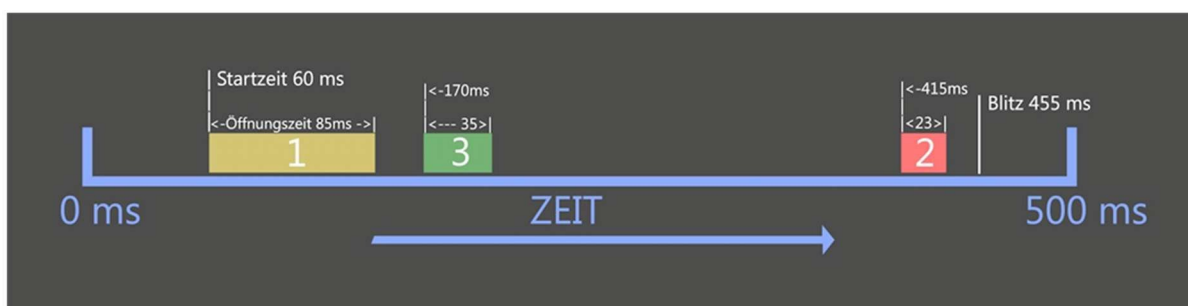 Startzeit 60 ms
<-Öffnungszeit 85ms ->
1
<-170ms
<--- 35>
3
<-415ms
<23>
2
Blitz 455 ms
0 ms
ZEIT
500 ms